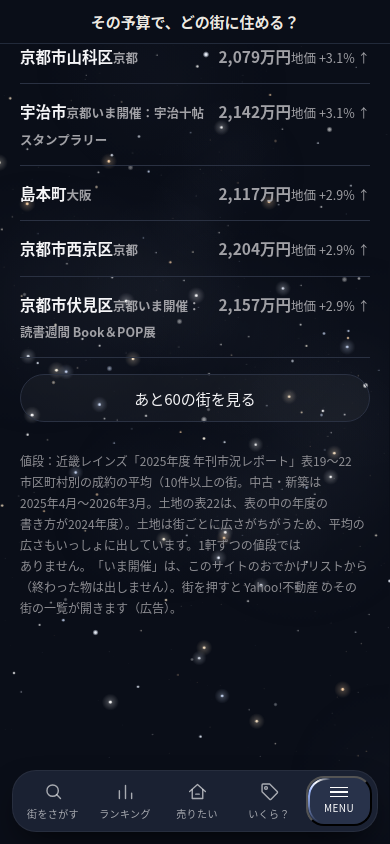 その予算で、どの街に住める？
京都市山科区京都 2,079万円地価 +3.1% ↑
宇治市京都いま開催：宇治十帖 2,142万円地価 +3.1% ↑
スタンプラリー
島本町大阪 2,117万円地価 +2.9% ↑
京都市西京区京都 2,204万円地価 +2.9% ↑
京都市伏見区京都いま開催： 2,157万円地価 +2.9% ↑
読書週間 Book＆POP展
あと60の街を見る
値段：近畿レインズ「2025年度 年刊市況レポート」表19〜22
市区町村別の成約の平均（10件以上の街。中古・新築は
2025年4月〜2026年3月。土地の表22は、表の中の年度の
書き方が2024年度）。土地は街ごとに広さがちがうため、平均の
広さもいっしょに出しています。1軒ずつの値段では
ありません。「いま開催」は、このサイトのおでかけリストから
（終わった物は出しません）。街を押すと Yahoo!不動産 のその
街の一覧が開きます（広告）。
街をさがす ランキング 売りたい いくら？ MENU